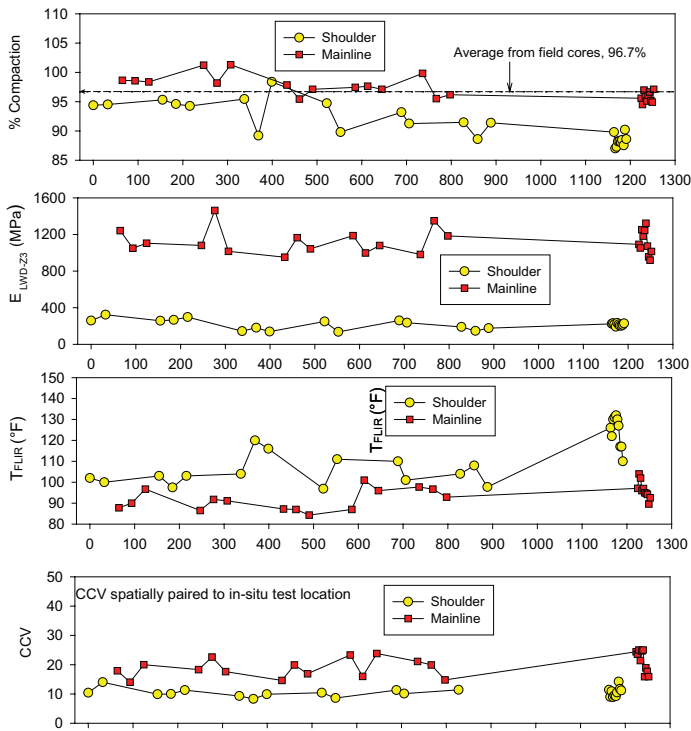 110
105
100
95
90
85
% Compaction
Shoulder
Mainline
Average from field cores, 96.7%
0 100 200 300 400 500 600 700 800 900 1000 1100 1200 1300
1600
1200
800
400
0
E LWD-Z3 (MPa)
Shoulder
Mainline
0 100 200 300 400 500 600 700 800 900 1000 1100 1200 1300
150
140
130
120
110
100
90
80
TFLIR (°F)
TFLIR (°F)
Shoulder
Mainline
0 100 200 300 400 500 600 700 800 900 1000 1100 1200 1300
50
40
30
20
10
0
CCV
CCV spatially paired to in-situ test location
Shoulder
Mainline